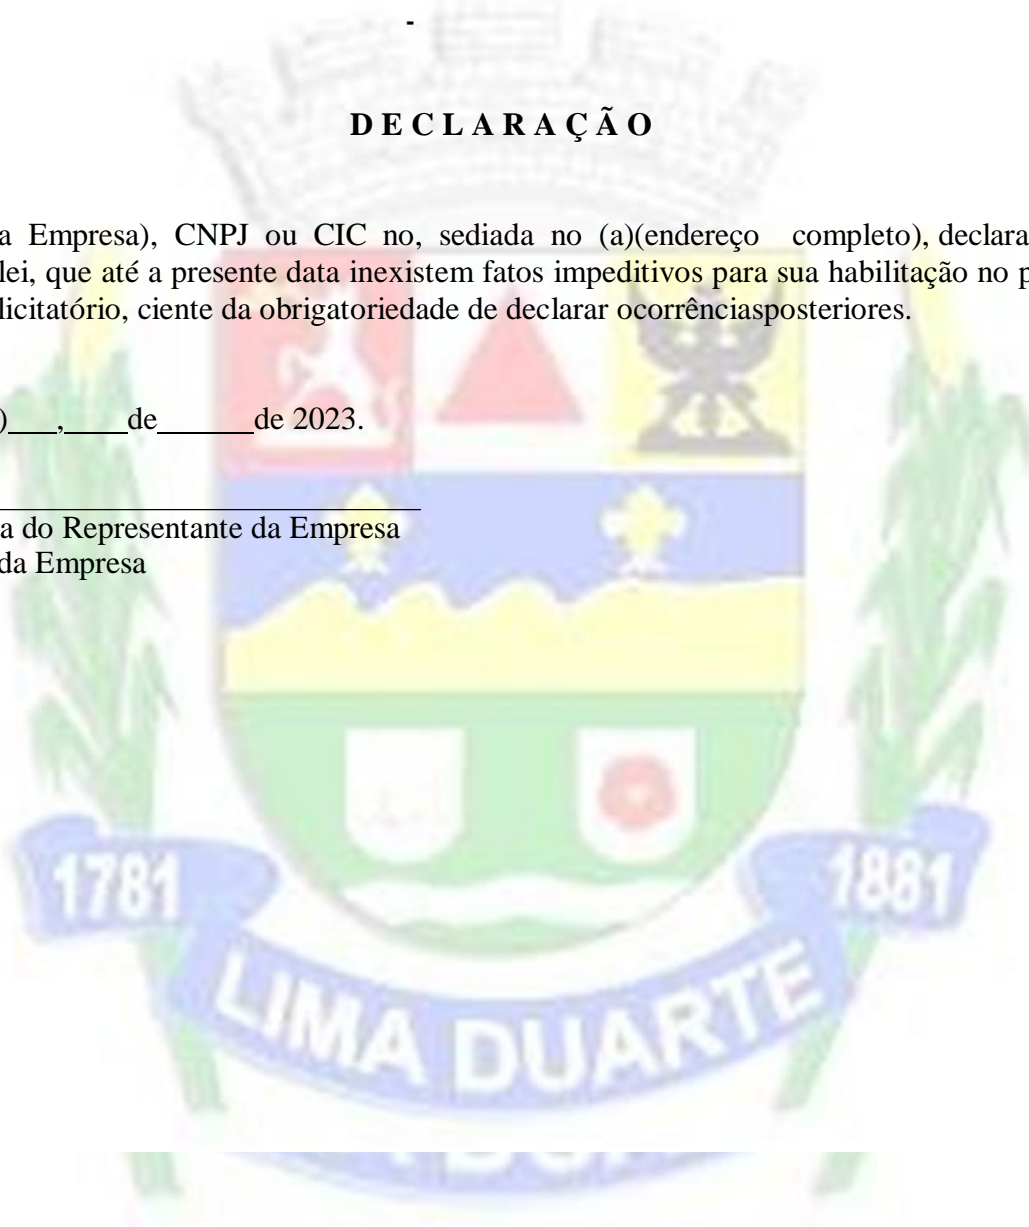 -
D E C L A R A Ç Ã O
a Empresa), CNPJ ou CIC no, sediada no (a)(endereço completo), declara
lei, que até a presente data inexistem fatos impeditivos para sua habilitação no p
licitatório, ciente da obrigatoriedade de declarar ocorrênciasposteriores.
)___,____de______de 2023.
a do Representante da Empresa
da Empresa
1781
1881
LIMA DUARTE